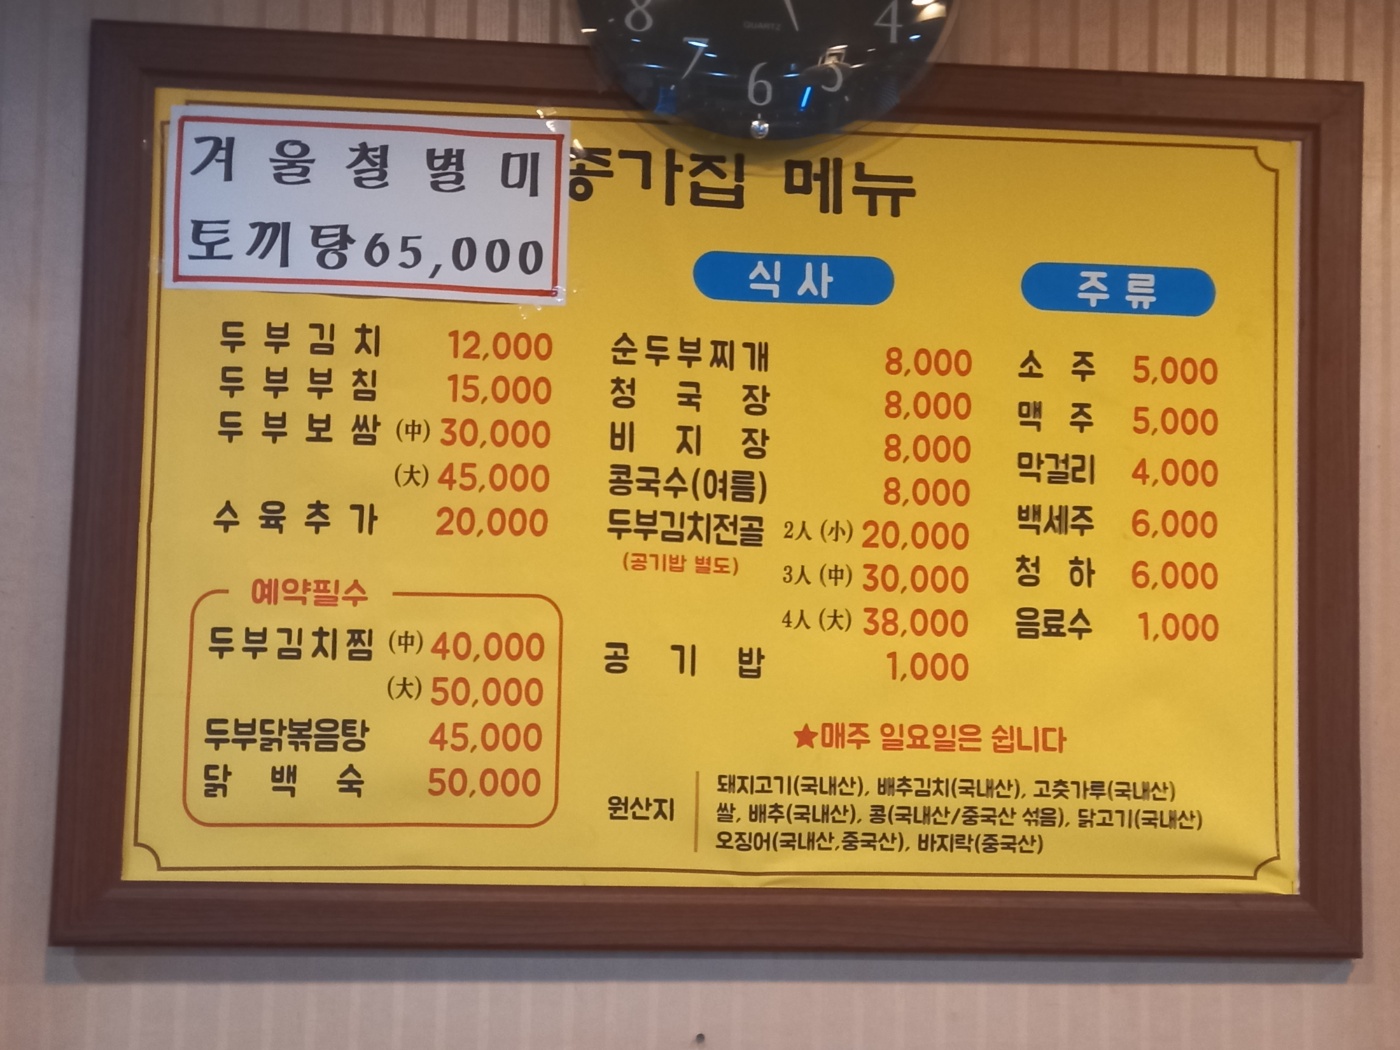 8 7 6 5 4
겨울철별미
토끼탕 65,000
종가집 메뉴
두부김치 12,000
두부부침 15,000
두부보쌈 (中) 30,000
(大) 45,000
수육추가 20,000
예약필수
두부김치찜 (中) 40,000
(大) 50,000
두부닭볶음탕 45,000
닭백숙 50,000
식사
순두부찌개 8,000
청국장 8,000
비지장 8,000
콩국수(여름) 8,000
두부김치전골 2人 (小) 20,000
(공기밥 별도)
3人 (中) 30,000
4人 (大) 38,000
공기밥 1,000
주류
소주 5,000
맥주 5,000
막걸리 4,000
백세주 6,000
청하 6,000
음료수 1,000
★매주 일요일은 쉽니다
원산지
돼지고기(국내산), 배추김치(국내산), 고춧가루(국내산)
쌀, 배추(국내산), 콩(국내산/중국산 섞음), 닭고기(국내산)
오징어(국내산,중국산), 바지락(중국산)